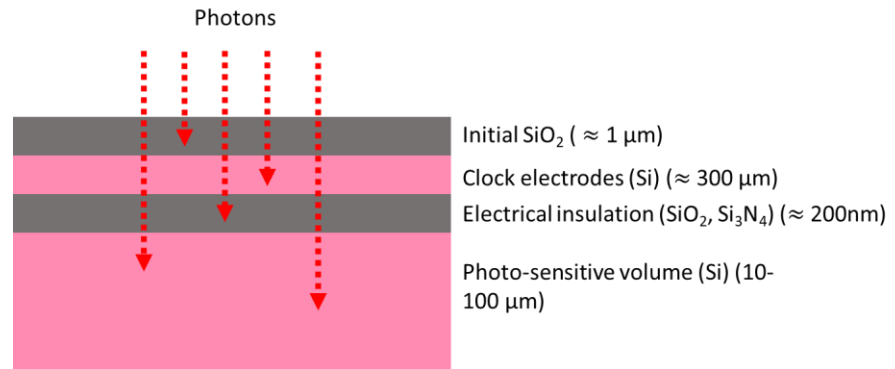 Photons
Initial SiO₂ ( ≈ 1 μm)
Clock electrodes (Si) (≈ 300 μm)
Electrical insulation (SiO₂, Si₃N₄) (≈ 200nm)
Photo-sensitive volume (Si) (10-
100 μm)